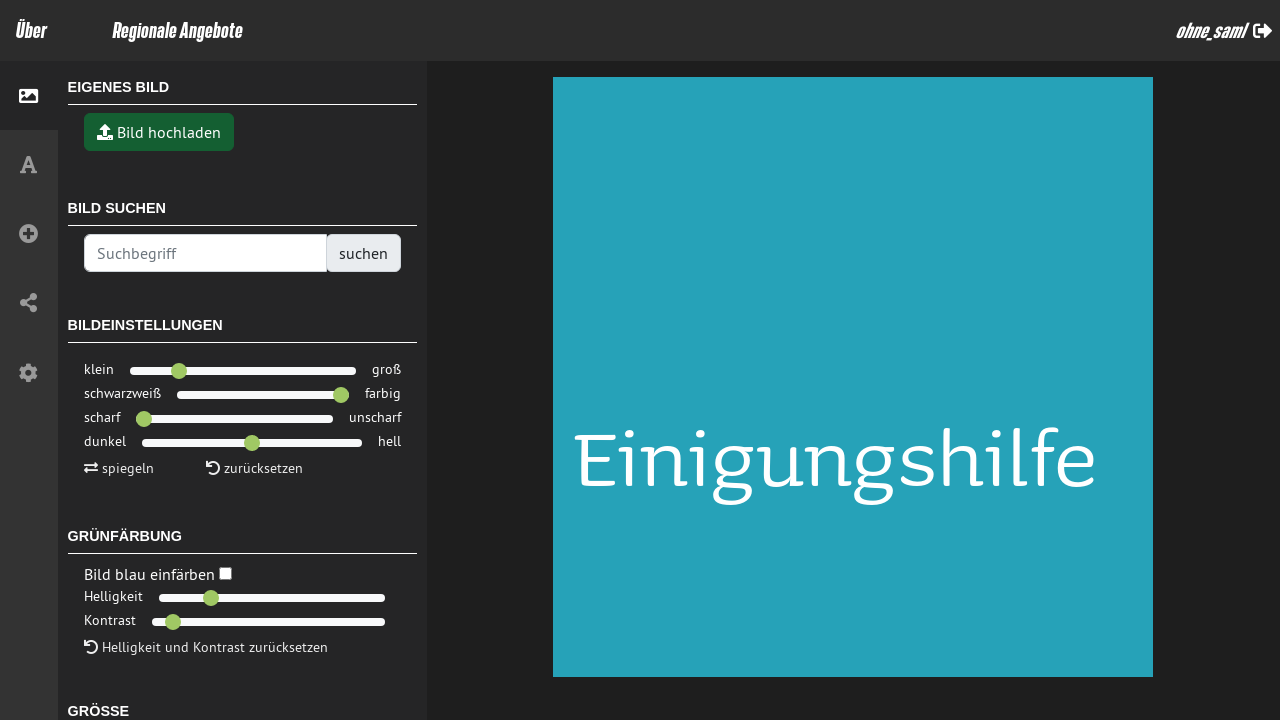 Über
Regionale Angebote
ohne_saml
EIGENES BILD
Bild hochladen
BILD SUCHEN
Suchbegriff
suchen
BILDEINSTELLUNGEN
klein
groß
schwarzweiß
farbig
scharf
unscharf
dunkel
hell
spiegeln
zurücksetzen
GRÜNFÄRBUNG
Bild blau einfärben
Helligkeit
Kontrast
Helligkeit und Kontrast zurücksetzen
GRÖSSE
Einigungshilfe